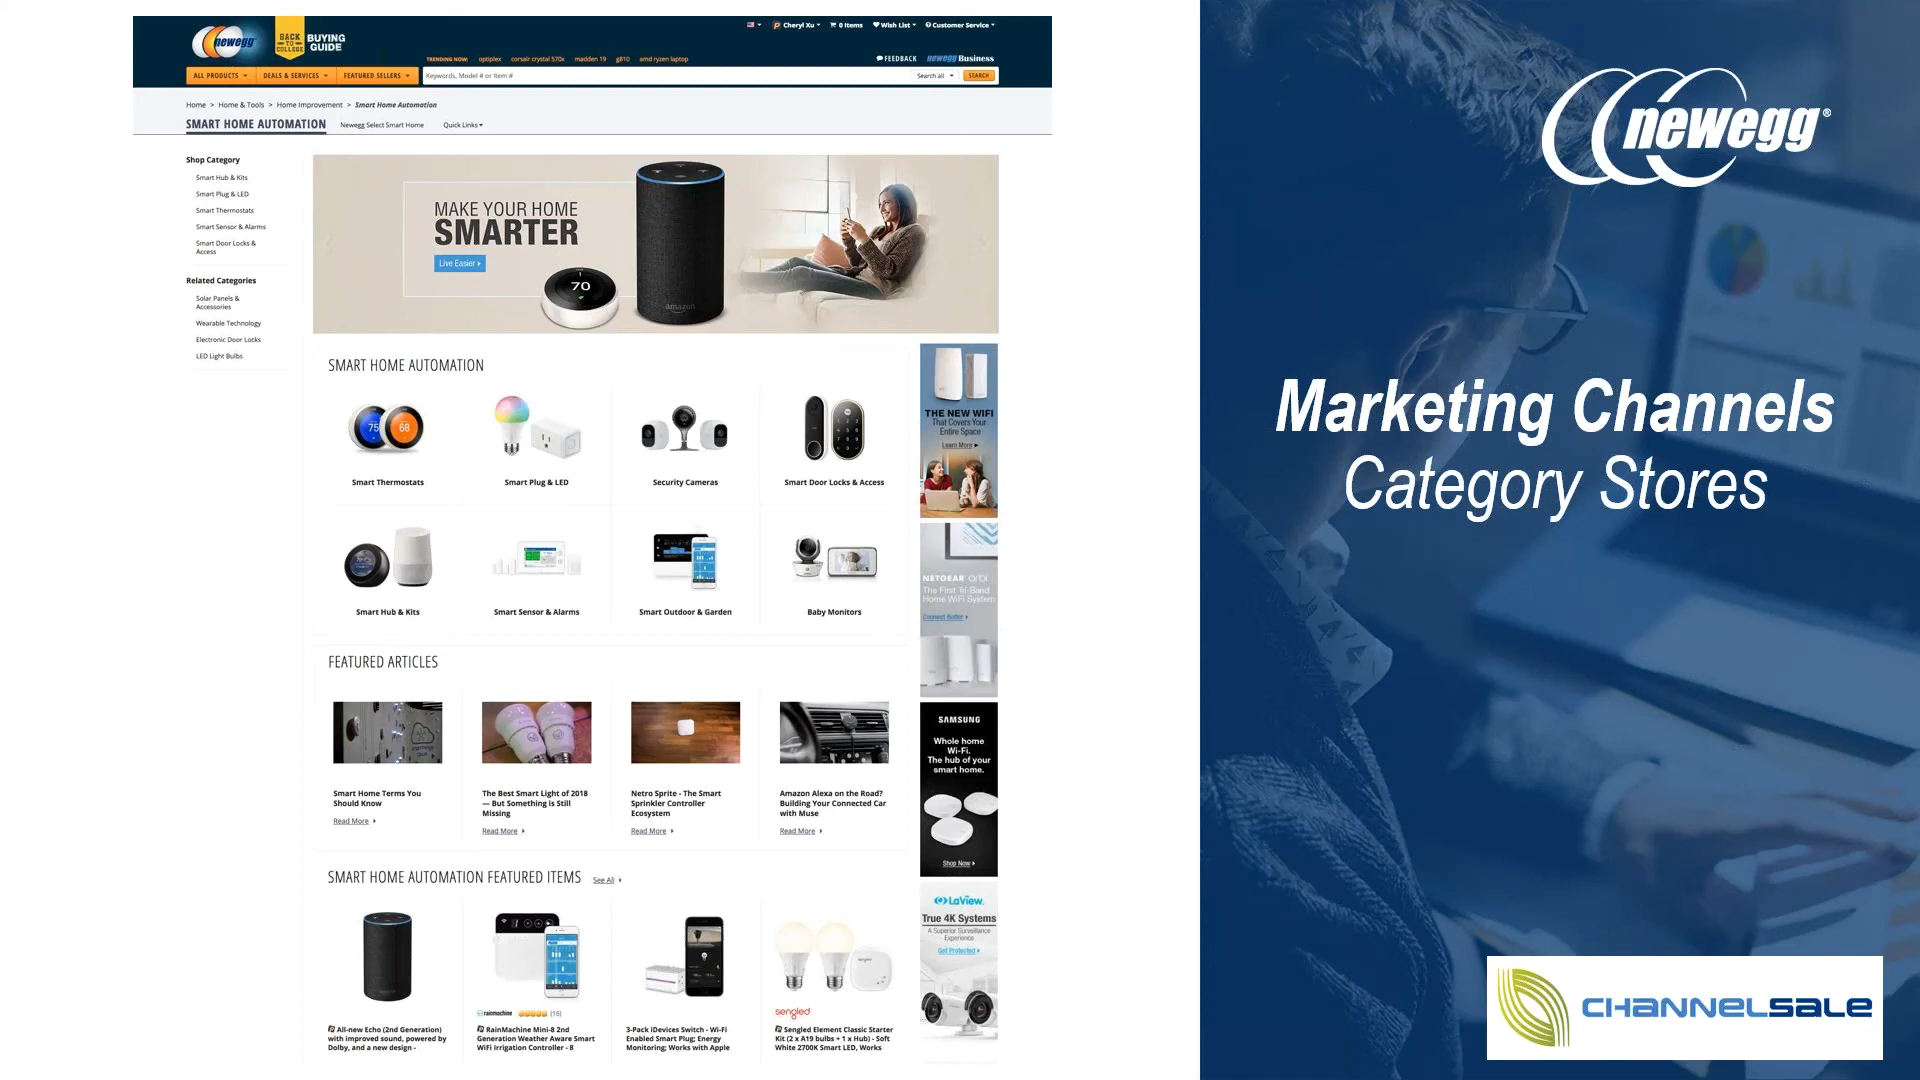 newegg
BACK TO COLLEGE
BUYING GUIDE
Cheryl Xu
0 Items
Wish List
Customer Service
TRENDING NOW: optiplex corsair crystal 570x madden 19 g810 amd ryzen laptop
FEEDBACK
newegg Business
ALL PRODUCTS
DEALS & SERVICES
FEATURED SELLERS
Keywords, Model # or Item #
Search all
SEARCH
Home > Home & Tools > Home Improvement > Smart Home Automation
SMART HOME AUTOMATION
Newegg Select Smart Home
Quick Links
Shop Category
Smart Hub & Kits
Smart Plug & LED
Smart Thermostats
Smart Sensor & Alarms
Smart Door Locks &
Access
Related Categories
Solar Panels &
Accessories
Wearable Technology
Electronic Door Locks
LED Light Bulbs
MAKE YOUR HOME
SMARTER
Live Easier
70
amazon
SMART HOME AUTOMATION
75
68
Smart Thermostats
Smart Plug & LED
Security Cameras
Smart Door Locks & Access
Smart Hub & Kits
Smart Sensor & Alarms
Smart Outdoor & Garden
Baby Monitors
FEATURED ARTICLES
Smart Home Terms You
Should Know
Read More
The Best Smart Light of 2018
— But Something is Still
Missing
Read More
Netro Sprite - The Smart
Sprinkler Controller
Ecosystem
Read More
Amazon Alexa on the Road?
Building Your Connected Car
with Muse
Read More
SMART HOME AUTOMATION FEATURED ITEMS
See All
All-new Echo (2nd Generation)
with improved sound, powered by
Dolby, and a new design -
rainmachine
(16)
RainMachine Mini-8 2nd
Generation Weather Aware Smart
WiFi Irrigation Controller - 8
3-Pack iDevices Switch - Wi-Fi
Enabled Smart Plug; Energy
Monitoring; Works with Apple
sengled
Sengled Element Classic Starter
Kit (2 x A19 bulbs + 1 x Hub) - Soft
White 2700K Smart LED, Works
THE NEW WIFI
That Covers Your
Entire Space
Learn More
NETGEAR orbi
The First Tri-Band
Home WiFi System
Connect Better
SAMSUNG
Whole home
Wi-Fi.
The hub of your
smart home.
Shop Now
LaView
True 4K Systems
A Superior Surveillance
Experience
Get Protected
newegg®
Marketing Channels
Category Stores
CHANNELSALE